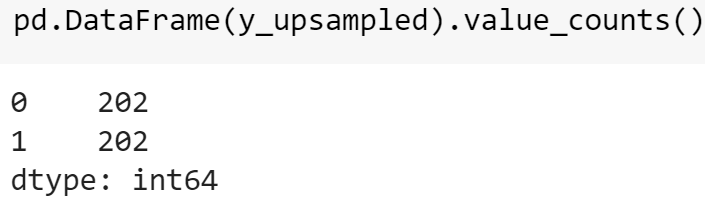 pd.DataFrame(y_upsampled).value_counts()
0    202
1    202
dtype: int64